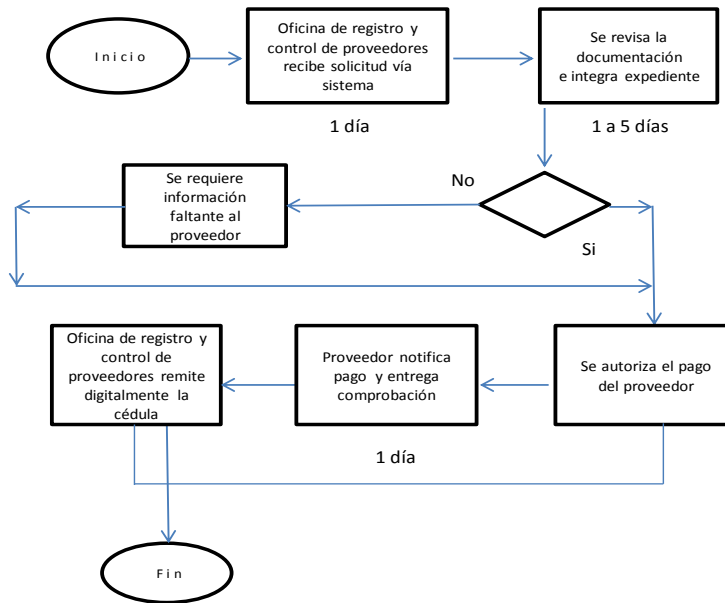 Inicio
Oficina de registro y
control de proveedores
recibe solicitud vía
sistema
Se revisa la
documentación
e integra expediente
1 día
1 a 5 días
Se requiere
información
faltante al
proveedor
No
Si
Oficina de registro y
control de
proveedores remite
digitalmente la
cédula
Proveedor notifica
pago y entrega
comprobación
Se autoriza el pago
del proveedor
1 día
Fin